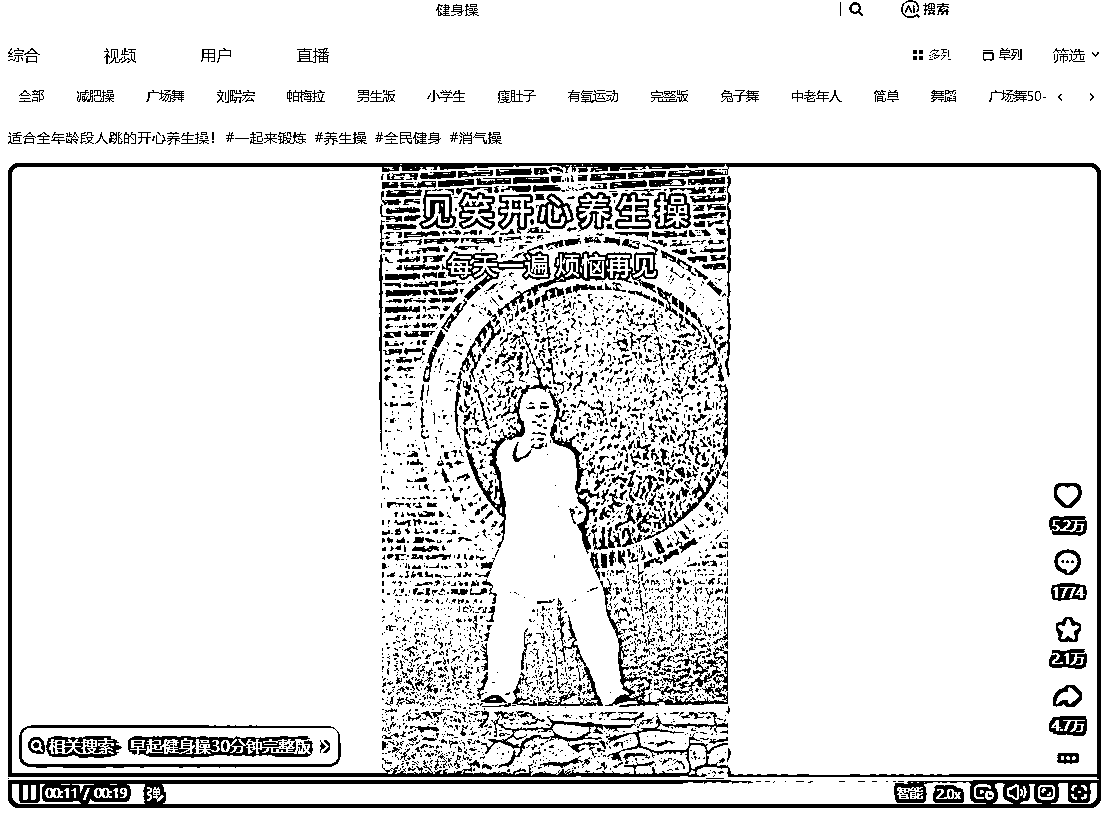 健身操
AI 搜索
综合 视频 用户 直播 多列 单列 筛选
全部 减肥操 广场舞 刘畊宏 帕梅拉 男生版 小学生 瘦肚子 有氧运动 完整版 兔子舞 中老年人 简单 舞蹈 广场舞50-
适合全年龄段人跳的开心养生操！#一起来锻炼 #养生操 #全民健身 #消气操
见笑开心养生操
每天一遍 烦恼再见
5.2万
1774
2.1万
4.7万
相关搜索· 早起健身操30分钟完整版
00:11 / 00:19 弹 智能 2.0x